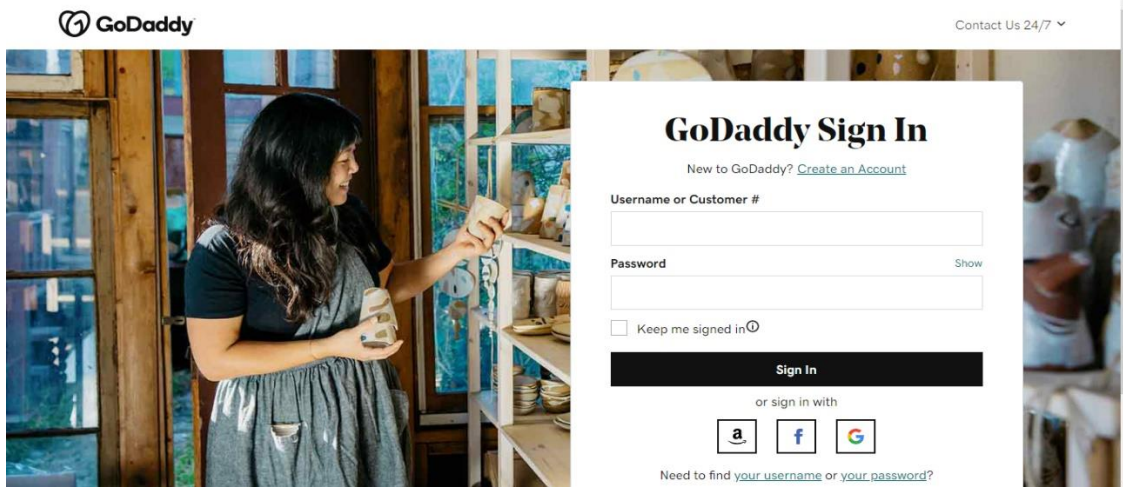 GoDaddy
Contact Us 24/7
GoDaddy Sign In
New to GoDaddy? Create an Account
Username or Customer #
Password Show
Keep me signed in
Sign In
or sign in with
Need to find your username or your password?